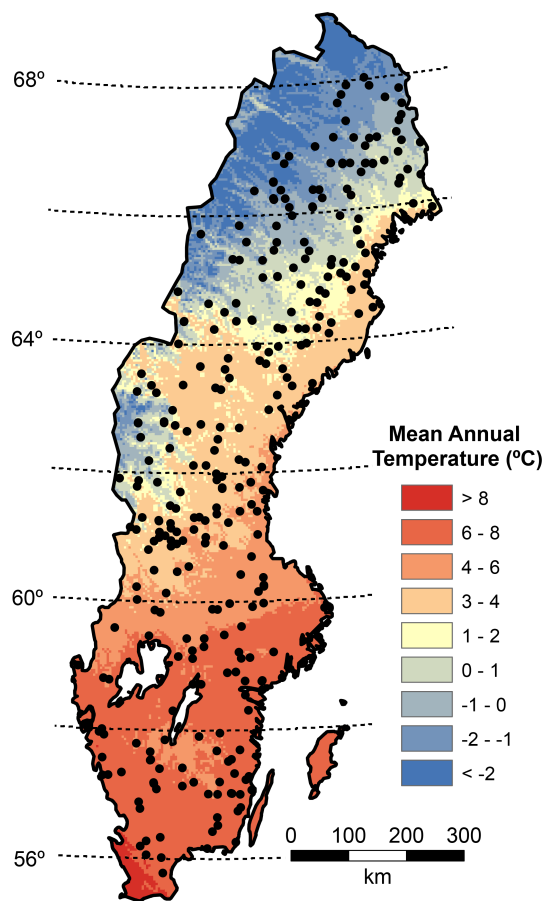 68º
64º
60º
56º
Mean Annual
Temperature (ºC)
> 8
6 - 8
4 - 6
3 - 4
1 - 2
0 - 1
-1 - 0
-2 - -1
< -2
0 100 200 300
km